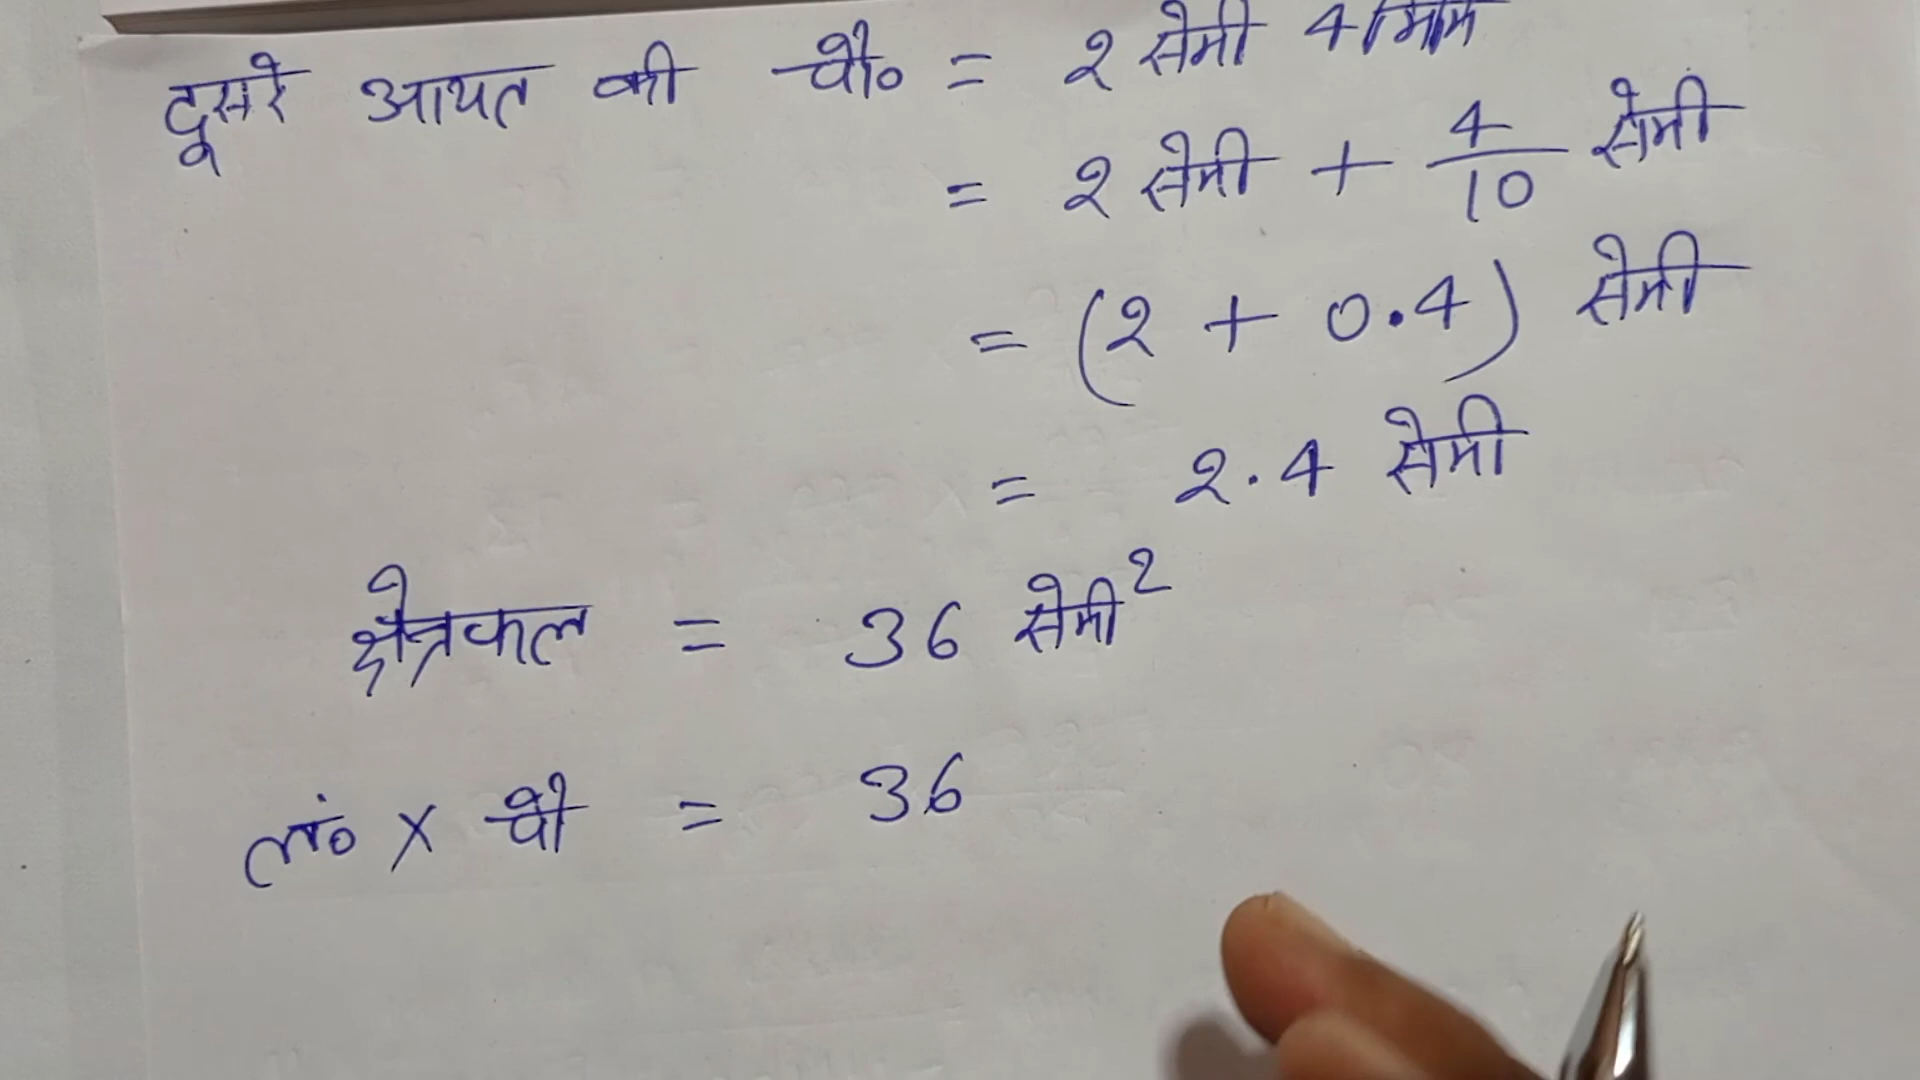 दूसरे आयत की चौ० = 2 सेमी 4 मिमी
= 2 सेमी + 4/10 सेमी
= (2 + 0.4) सेमी
= 2.4 सेमी
क्षेत्रफल = 36 सेमी²
लं० x चौ = 36